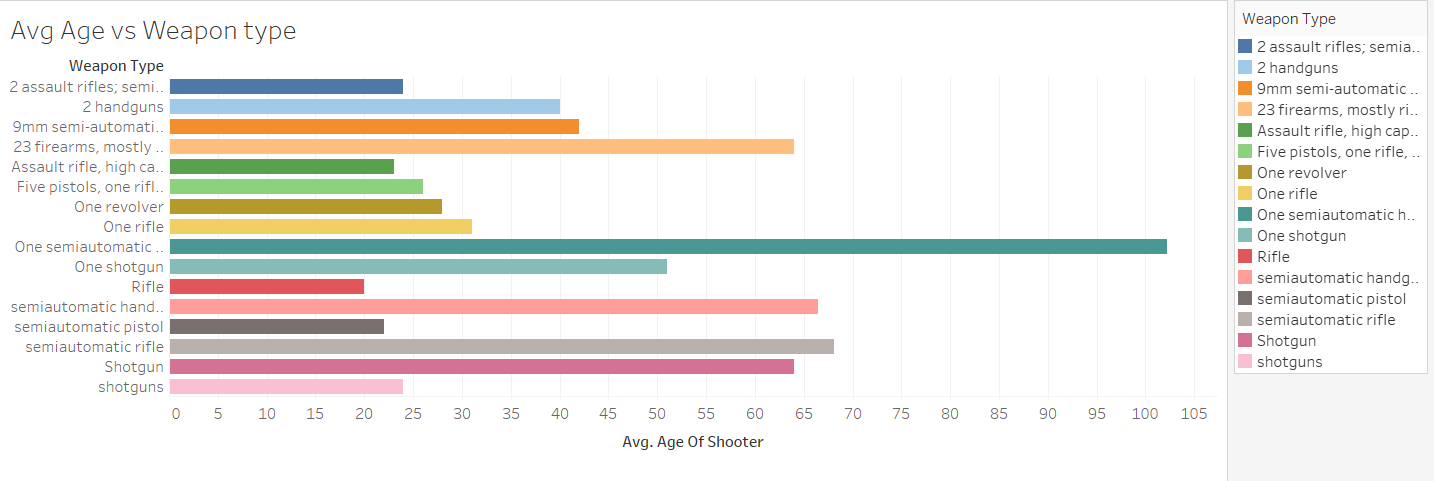 Avg Age vs Weapon type
Weapon Type
2 assault rifles; semi..
2 handguns
9mm semi-automati..
23 firearms, mostly ..
Assault rifle, high ca..
Five pistols, one rifl..
One revolver
One rifle
One semiautomatic ..
One shotgun
Rifle
semiautomatic hand..
semiautomatic pistol
semiautomatic rifle
Shotgun
shotguns
0 5 10 15 20 25 30 35 40 45 50 55 60 65 70 75 80 85 90 95 100 105
Avg. Age Of Shooter
Weapon Type
2 assault rifles; semia..
2 handguns
9mm semi-automatic ..
23 firearms, mostly ri..
Assault rifle, high cap..
Five pistols, one rifle, ..
One revolver
One rifle
One semiautomatic h..
One shotgun
Rifle
semiautomatic handg..
semiautomatic pistol
semiautomatic rifle
Shotgun
shotguns